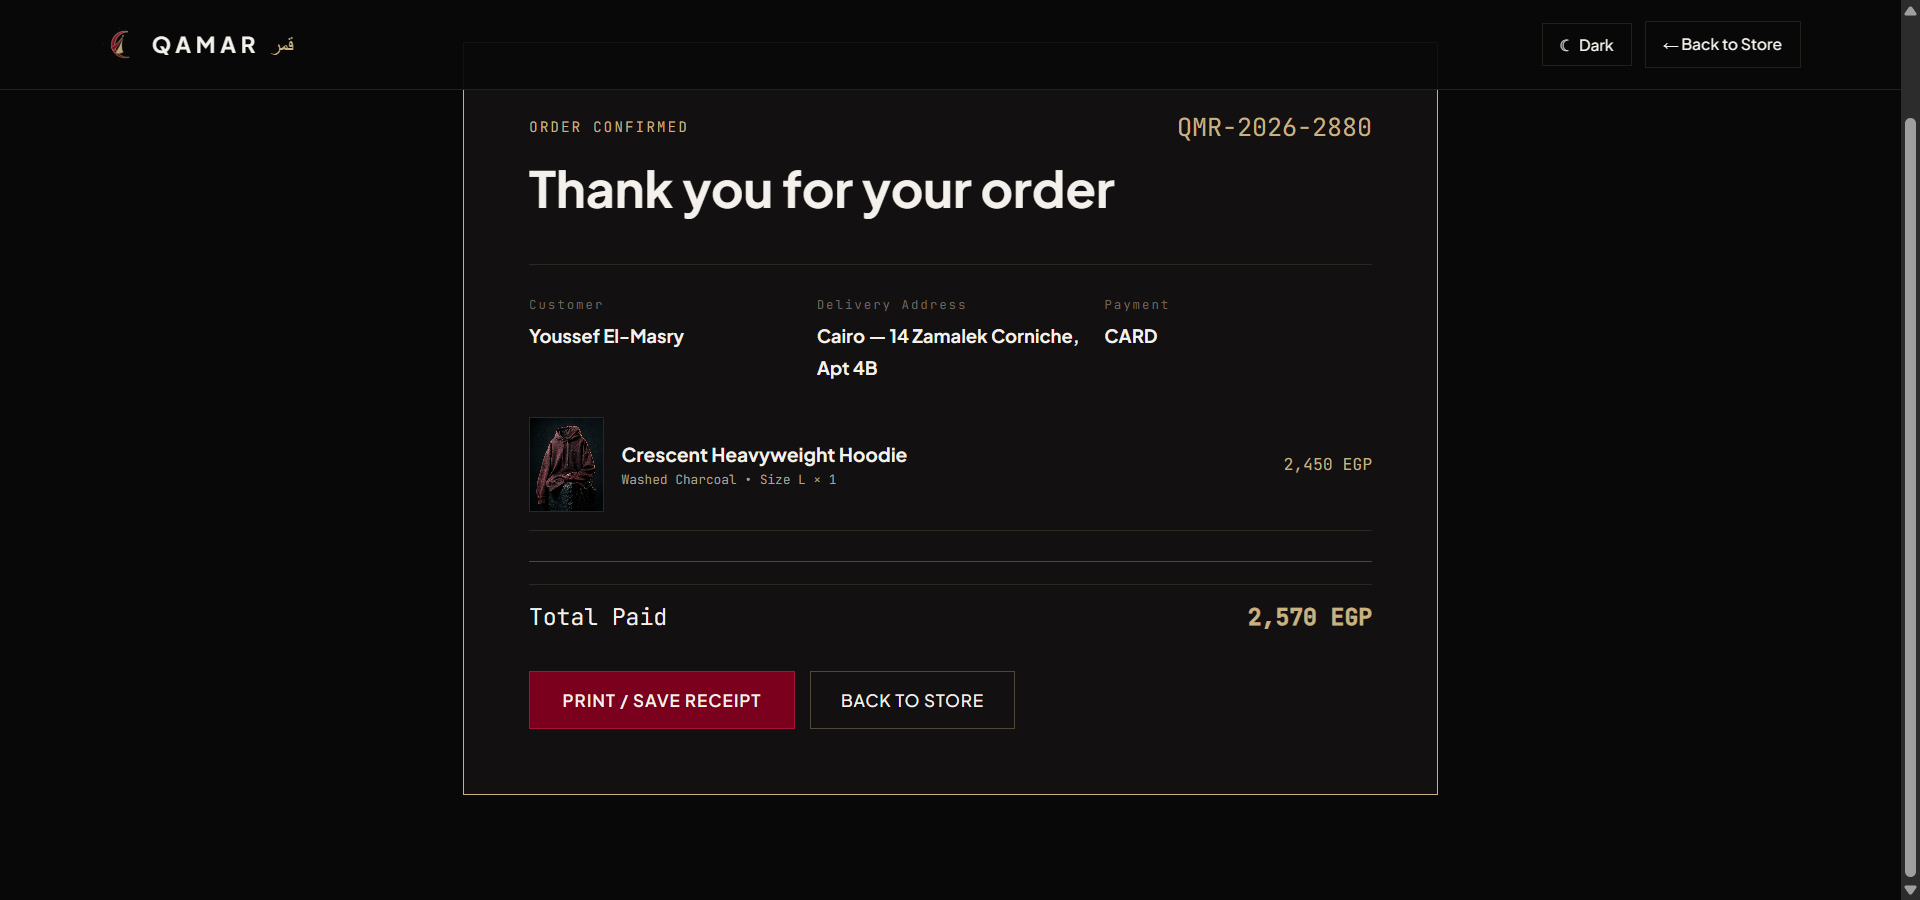 QAMAR قمر
☾ Dark
← Back to Store
ORDER CONFIRMED
QMR-2026-2880
Thank you for your order
Customer
Youssef El-Masry
Delivery Address
Cairo — 14 Zamalek Corniche,
Apt 4B
Payment
CARD
Crescent Heavyweight Hoodie
Washed Charcoal • Size L × 1
2,450 EGP
Total Paid
2,570 EGP
PRINT / SAVE RECEIPT
BACK TO STORE